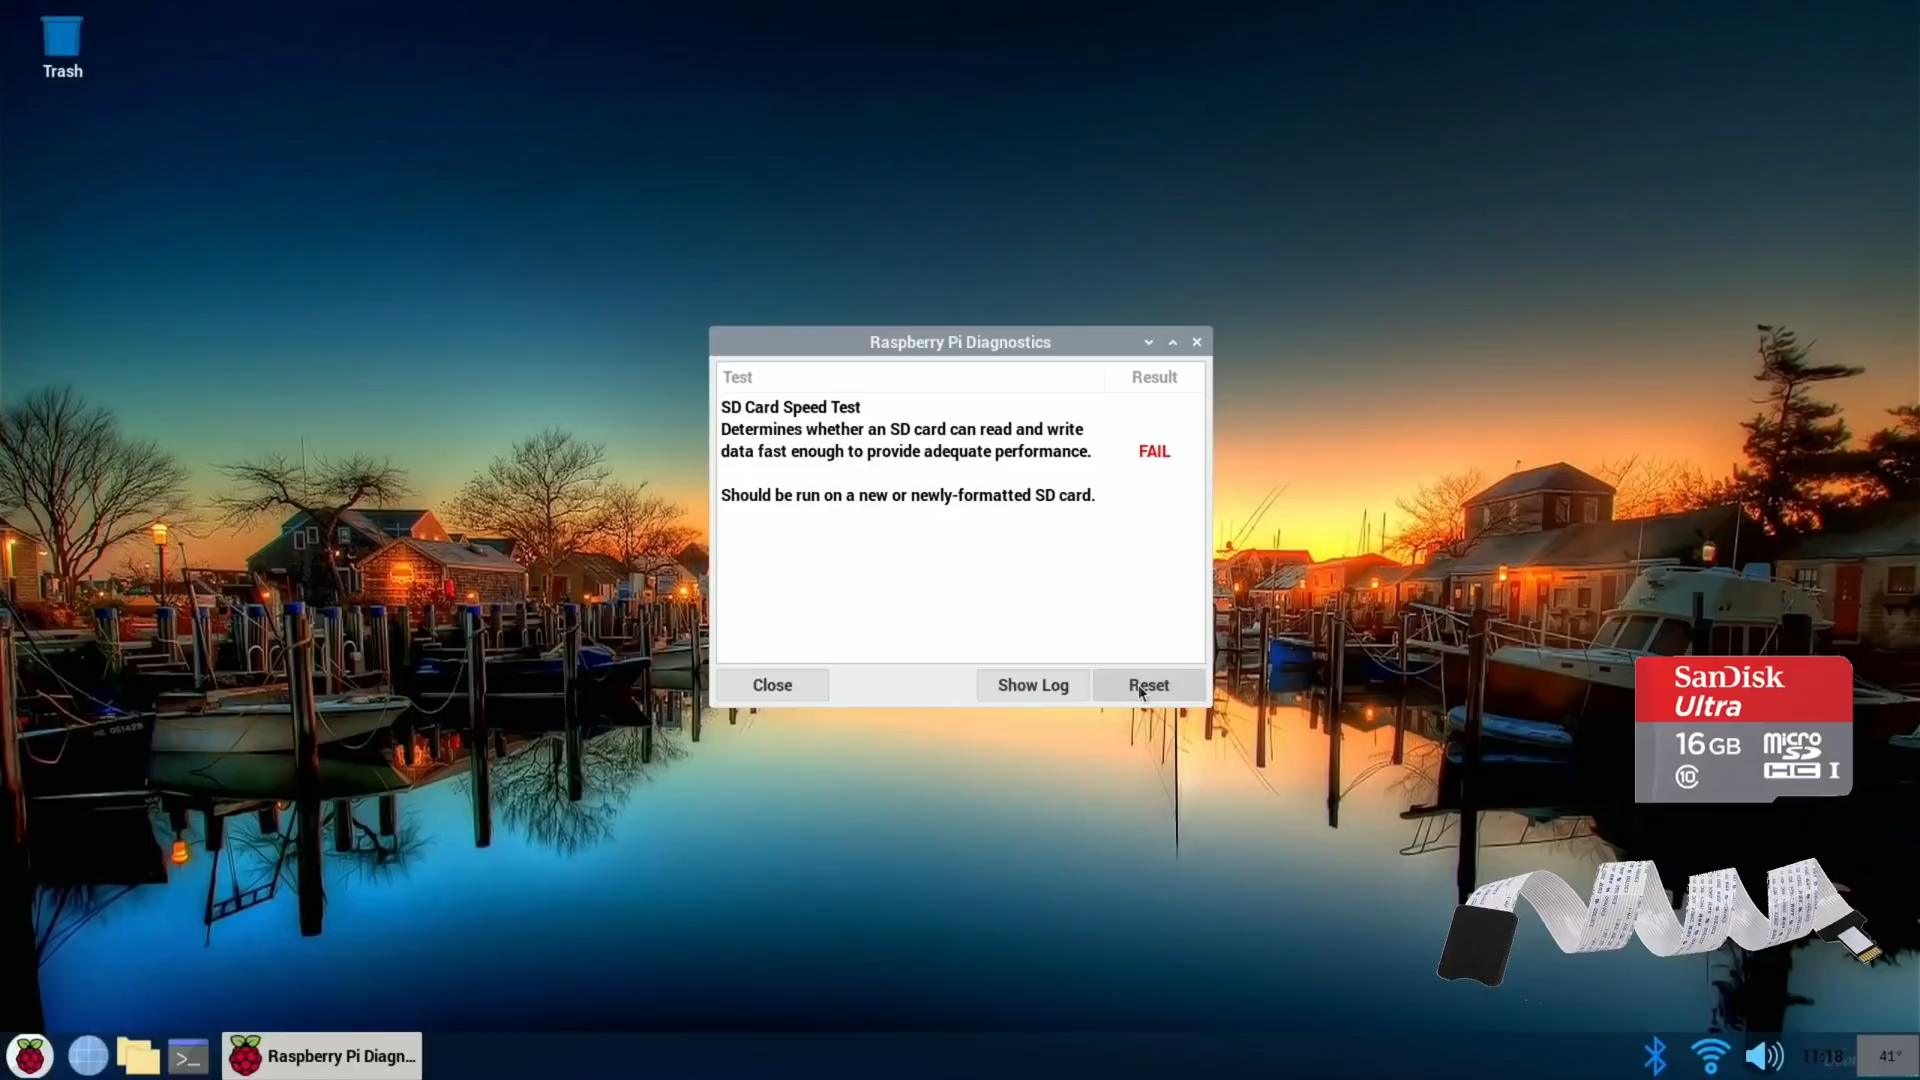 Trash
Raspberry Pi Diagnostics
Test Result
SD Card Speed Test
Determines whether an SD card can read and write
data fast enough to provide adequate performance.
FAIL
Should be run on a new or newly-formatted SD card.
Close Show Log Reset
SanDisk
Ultra
16GB
micro
SD
HC I
10
>_
Raspberry Pi Diagn...
11:18
41°